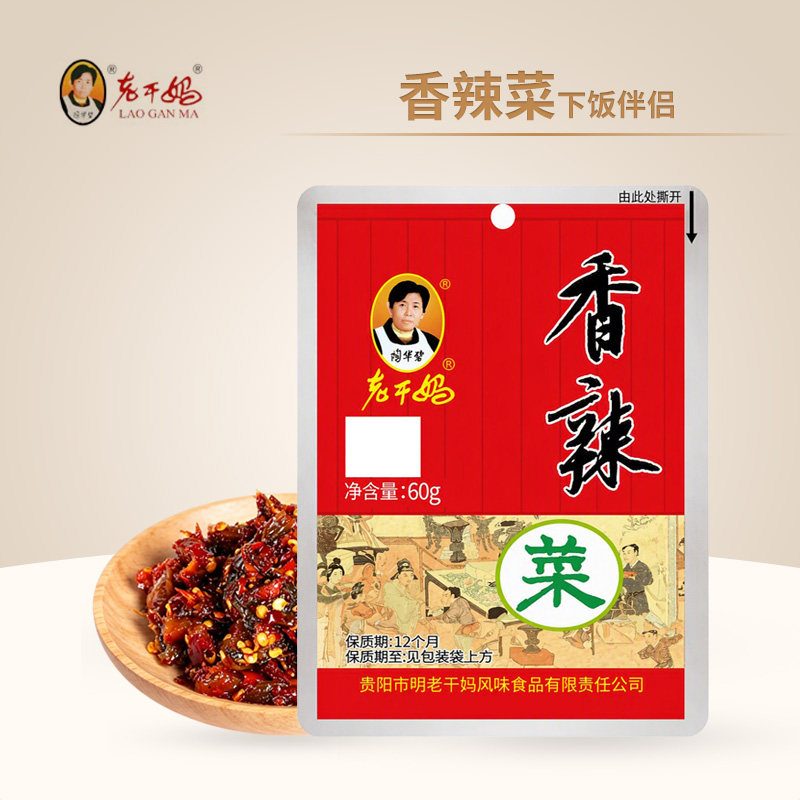 老干妈
LAO GAN MA
陶华碧
香辣菜下饭伴侣
由此处撕开
香辣
陶华碧
老干妈
净含量:60g
菜
保质期:12个月
保质期至:见包装袋上方
贵阳市明老干妈风味食品有限责任公司